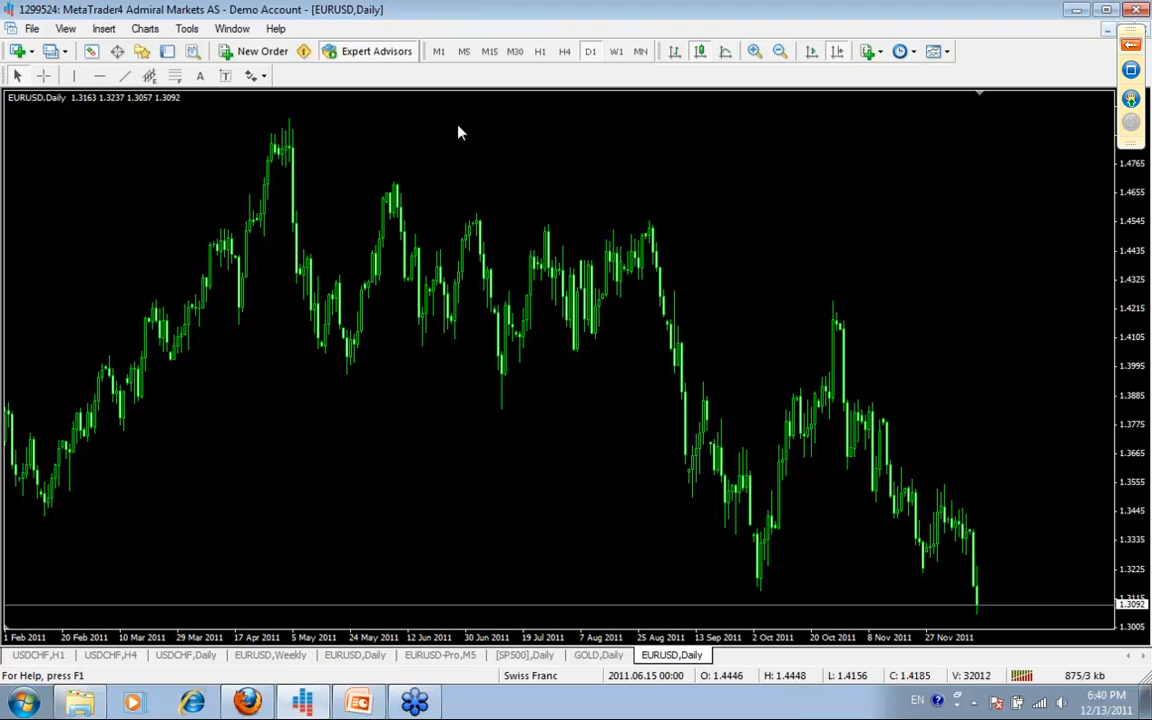 1299524: MetaTrader4 Admiral Markets AS - Demo Account - [EURUSD,Daily]
File View Insert Charts Tools Window Help
New Order Expert Advisors M1 M5 M15 M30 H1 H4 D1 W1 MN
A T
EURUSD,Daily 1.3163 1.3237 1.3057 1.3092
1.4765
1.4655
1.4545
1.4435
1.4325
1.4215
1.4105
1.3995
1.3885
1.3775
1.3665
1.3555
1.3445
1.3335
1.3225
1.3115
1.3092
1.3005
1 Feb 2011 20 Feb 2011 10 Mar 2011 29 Mar 2011 17 Apr 2011 5 May 2011 24 May 2011 12 Jun 2011 30 Jun 2011 19 Jul 2011 7 Aug 2011 25 Aug 2011 13 Sep 2011 2 Oct 2011 20 Oct 2011 8 Nov 2011 27 Nov 2011
USDCHF,H1 USDCHF,H4 USDCHF,Daily EURUSD,Weekly EURUSD,Daily EURUSD-Pro,M5 [SP500],Daily GOLD,Daily EURUSD,Daily
For Help, press F1 Swiss Franc 2011.06.15 00:00 O: 1.4446 H: 1.4448 L: 1.4156 C: 1.4185 V: 32012 875/3 kb
EN 6:40 PM
12/13/2011